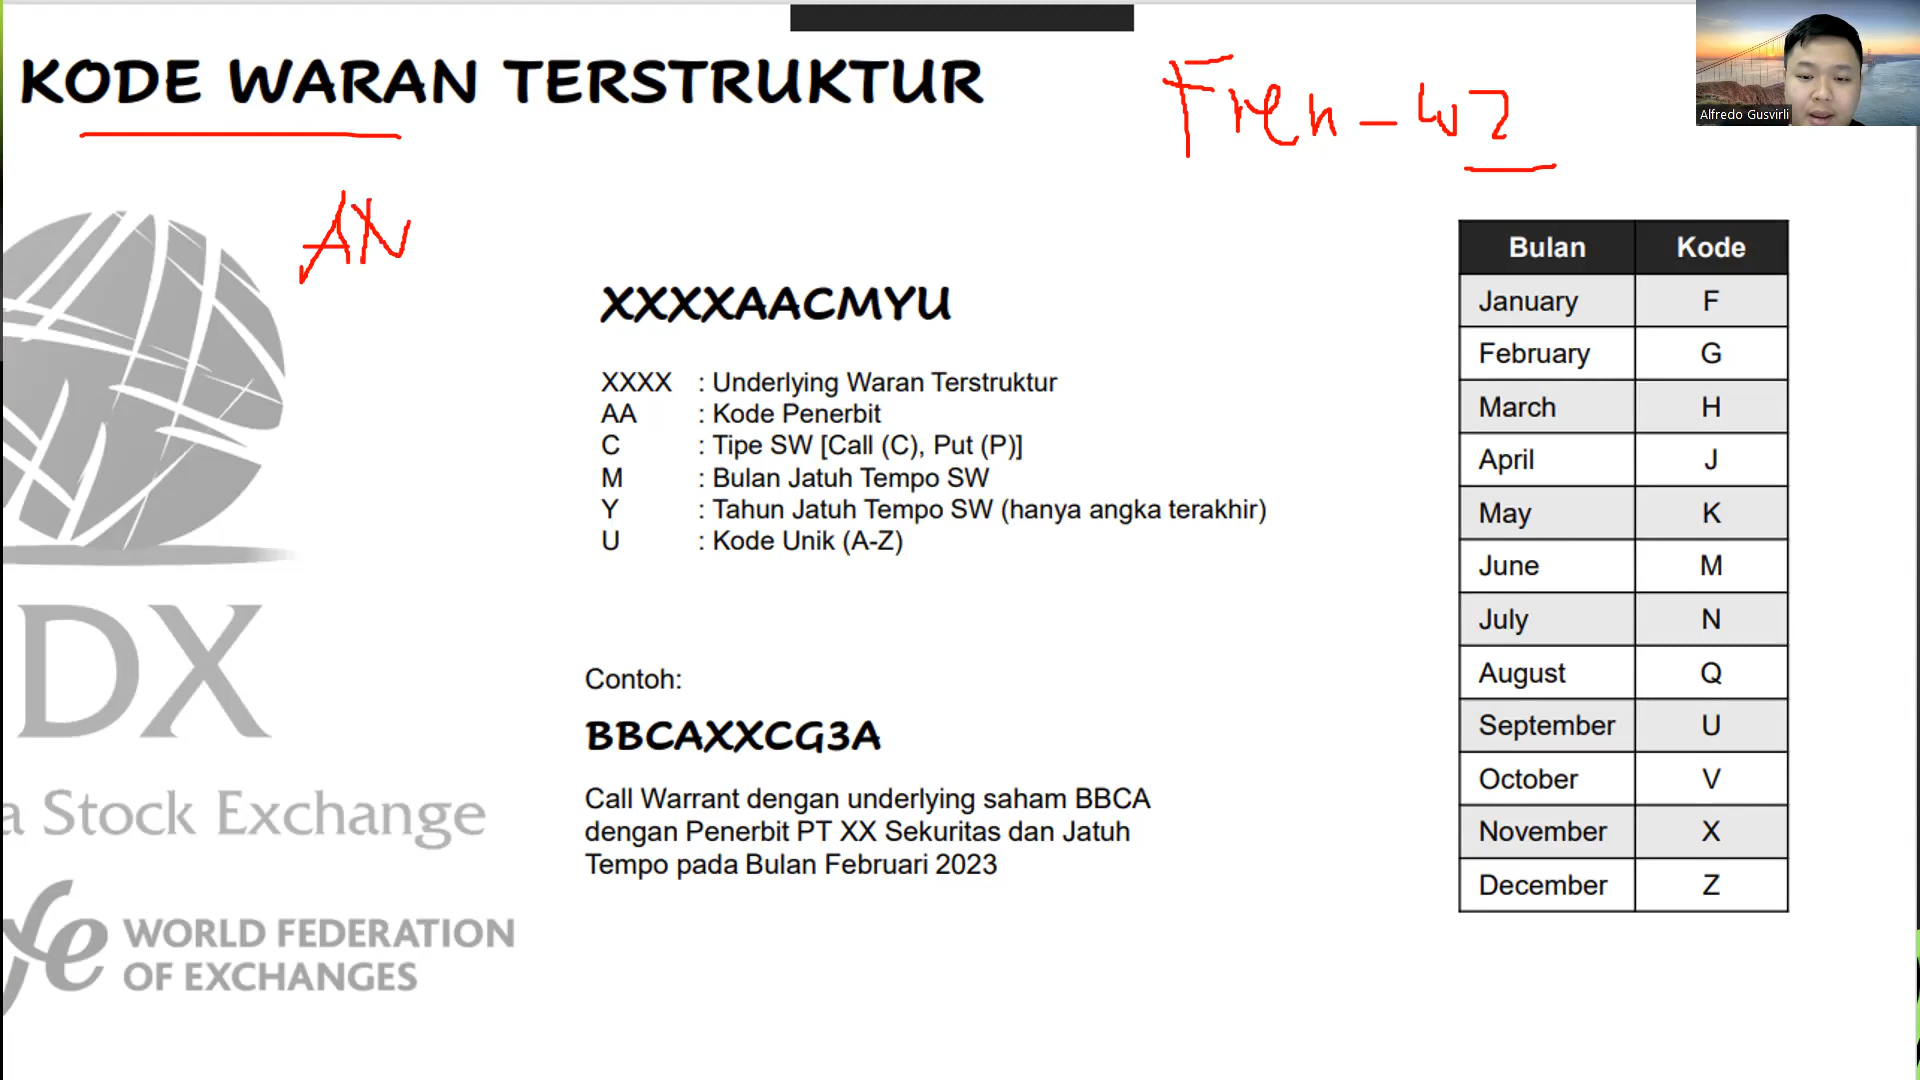 KODE WARAN TERSTRUKTUR
Fren - W2
Alfredo Gusvirli
AN
XXXXAACMYU
XXXX : Underlying Waran Terstruktur
AA : Kode Penerbit
C : Tipe SW [Call (C), Put (P)]
M : Bulan Jatuh Tempo SW
Y : Tahun Jatuh Tempo SW (hanya angka terakhir)
U : Kode Unik (A-Z)
Contoh:
BBCAXXCG3A
Call Warrant dengan underlying saham BBCA
dengan Penerbit PT XX Sekuritas dan Jatuh
Tempo pada Bulan Februari 2023
Bulan Kode
January F
February G
March H
April J
May K
June M
July N
August Q
September U
October V
November X
December Z
DX
a Stock Exchange
WORLD FEDERATION
OF EXCHANGES